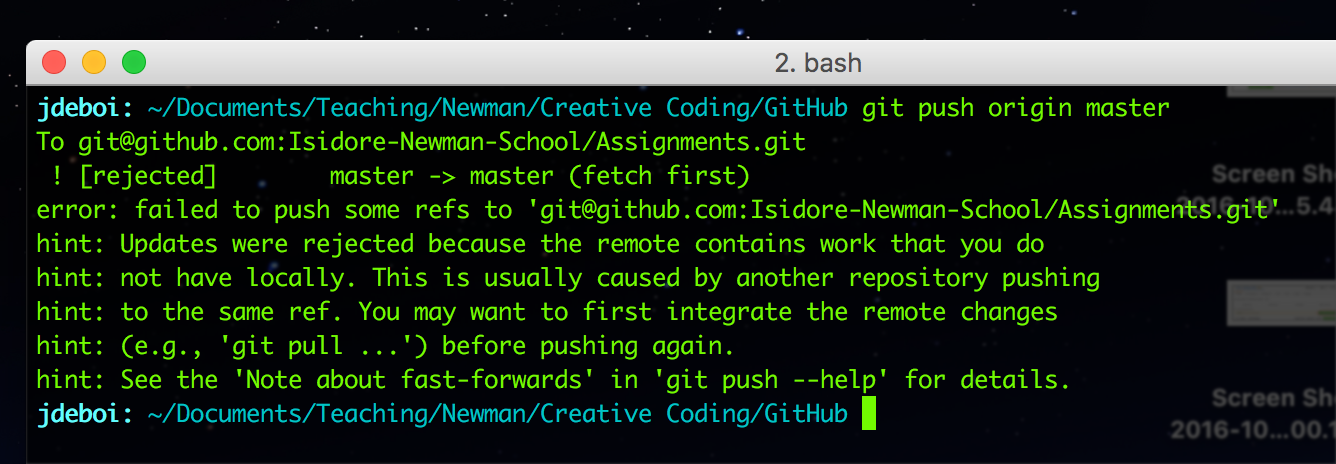 2. bash
jdeboi: ~/Documents/Teaching/Newman/Creative Coding/GitHub git push origin master
To git@github.com:Isidore-Newman-School/Assignments.git
 ! [rejected]        master -> master (fetch first)
error: failed to push some refs to 'git@github.com:Isidore-Newman-School/Assignments.git'
hint: Updates were rejected because the remote contains work that you do
hint: not have locally. This is usually caused by another repository pushing
hint: to the same ref. You may want to first integrate the remote changes
hint: (e.g., 'git pull ...') before pushing again.
hint: See the 'Note about fast-forwards' in 'git push --help' for details.
jdeboi: ~/Documents/Teaching/Newman/Creative Coding/GitHub
Screen Sh
2016-10...5.4
Screen Sh
2016-10...00.1